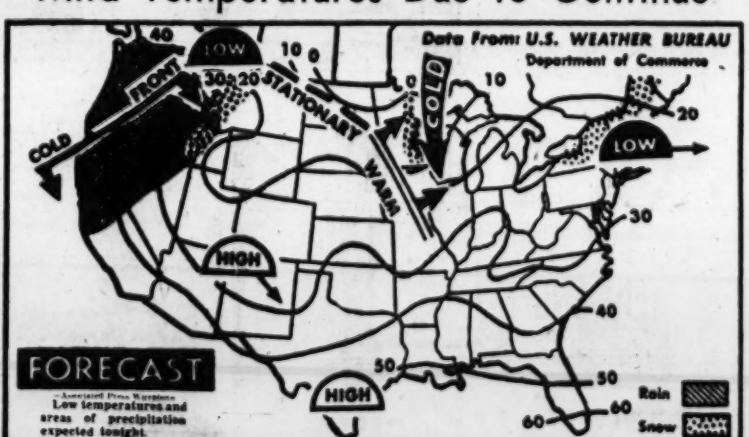 Mild Temperatures Due To Continue
40
LOW
10 0
Data From: U.S. WEATHER BUREAU
Department of Commerce
FRONT
30 20
STATIONARY
0
COLD
10
20
COLD
LOW
WARM
30
HIGH
40
FORECAST
—Associated Press Wirephoto
Low temperatures and
areas of precipitation
expected tonight.
HIGH
50
50
60
60
Rain
Snow